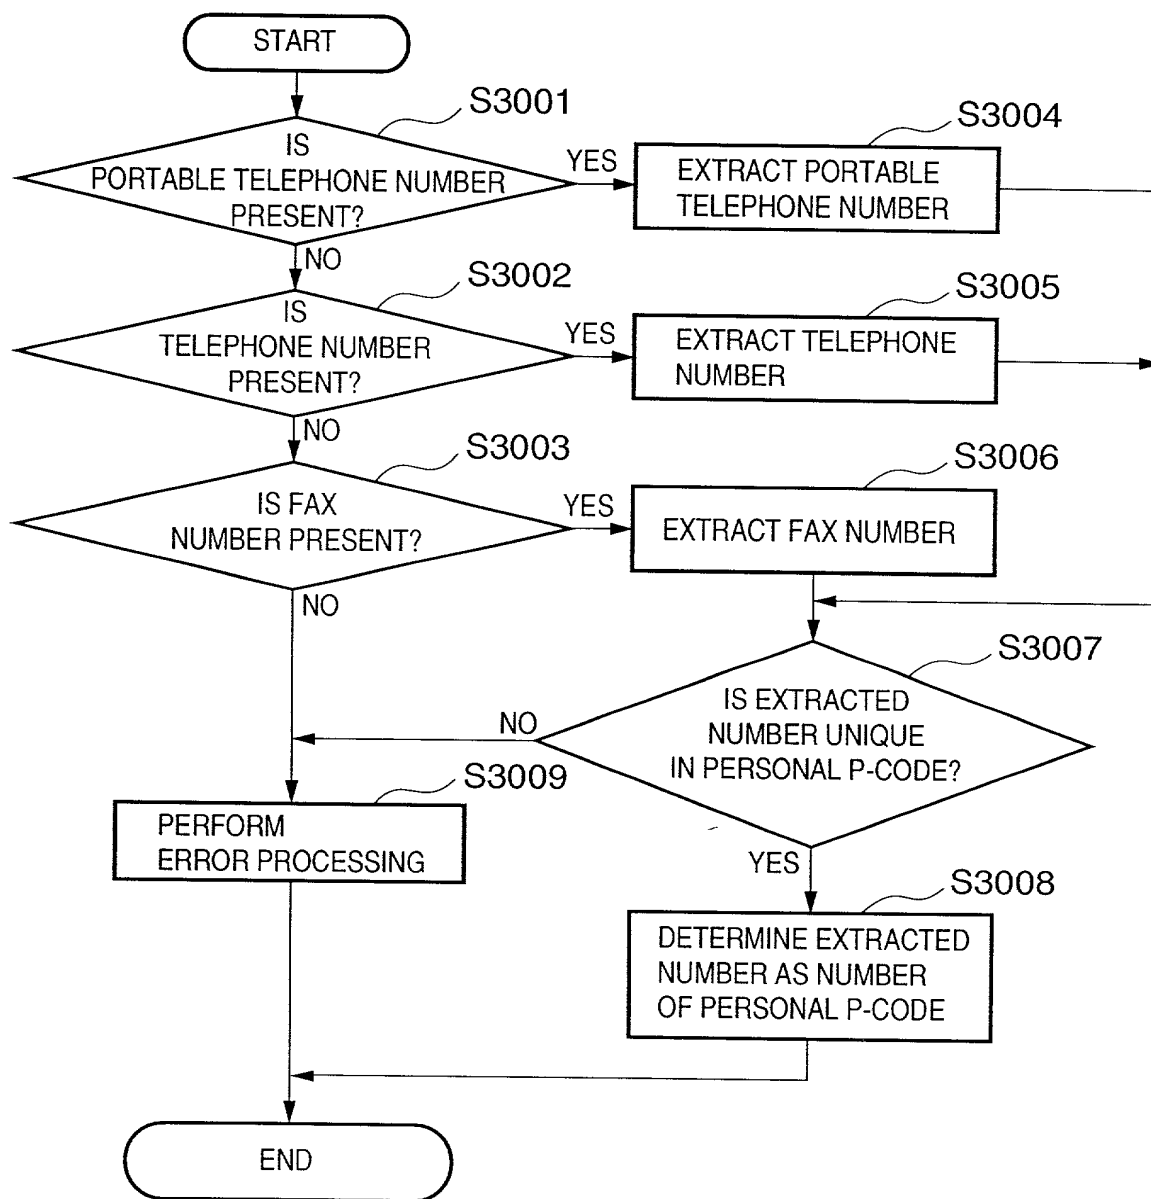 START
S3001
IS
PORTABLE TELEPHONE NUMBER
PRESENT?
YES
S3004
EXTRACT PORTABLE
TELEPHONE NUMBER
NO
S3002
IS
TELEPHONE NUMBER
PRESENT?
YES
S3005
EXTRACT TELEPHONE
NUMBER
NO
S3003
IS FAX
NUMBER PRESENT?
YES
S3006
EXTRACT FAX NUMBER
NO
S3007
IS EXTRACTED
NUMBER UNIQUE
IN PERSONAL P-CODE?
NO
S3009
PERFORM
ERROR PROCESSING
YES
S3008
DETERMINE EXTRACTED
NUMBER AS NUMBER
OF PERSONAL P-CODE
END